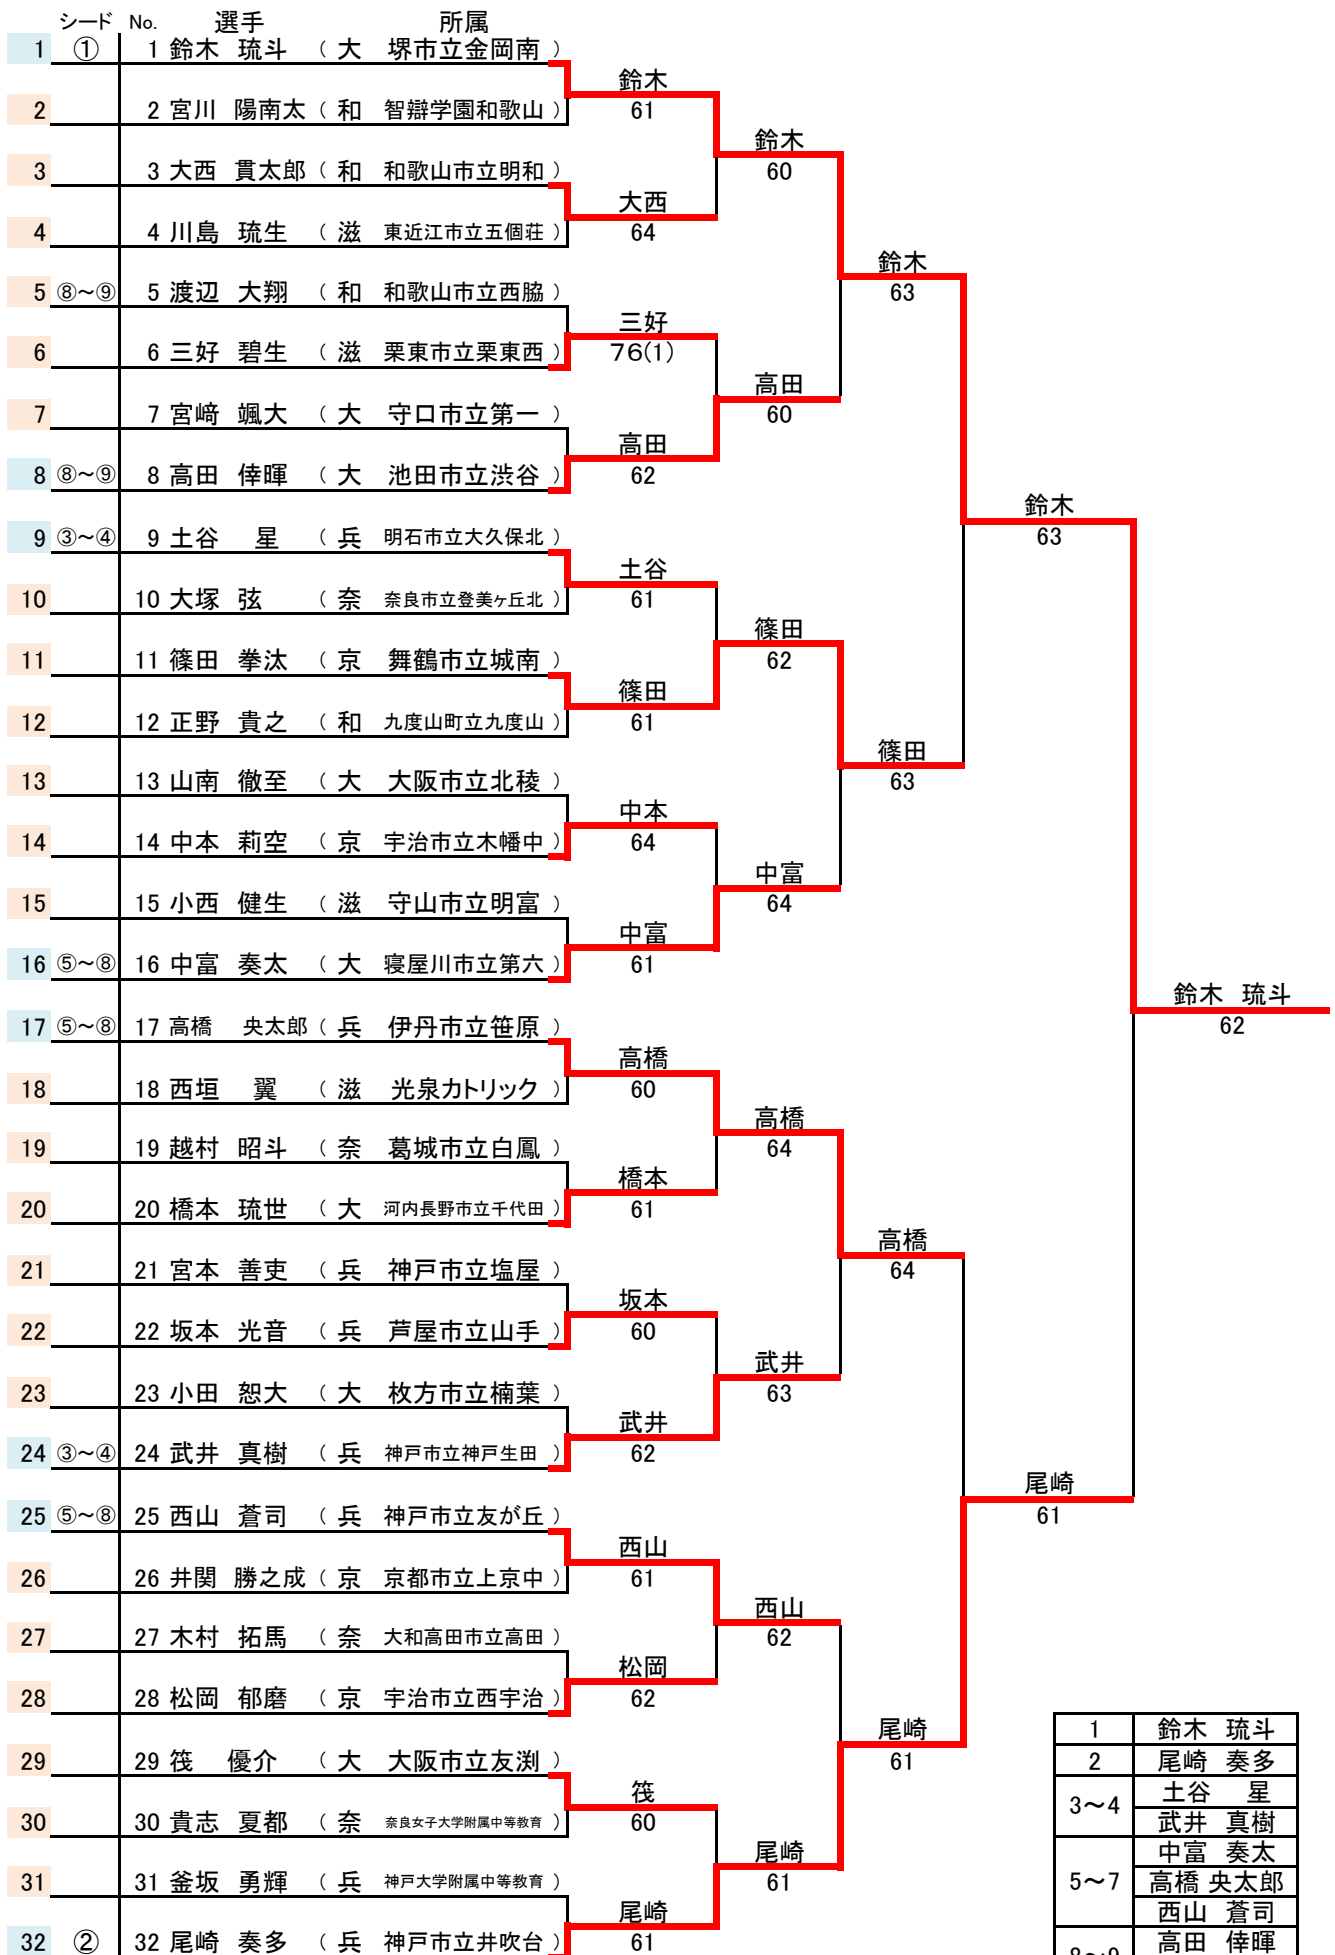 シード No. 選手 所属
1 ① 1 鈴木 琉斗 （ 大 堺市立金岡南 ）
鈴木
2 2 宮川 陽南太 （ 和 智辯学園和歌山 ） 61
鈴木
3 3 大西 貫太郎 （ 和 和歌山市立明和 ） 60
大西
4 4 川島 琉生 （ 滋 東近江市立五個荘 ） 64
鈴木
5 ⑧～⑨ 5 渡辺 大翔 （ 和 和歌山市立西脇 ） 63
三好
6 6 三好 碧生 （ 滋 栗東市立栗東西 ） 76(1)
高田
7 7 宮﨑 颯大 （ 大 守口市立第一 ） 60
高田
8 ⑧～⑨ 8 高田 倖暉 （ 大 池田市立渋谷 ） 62
鈴木
9 ③～④ 9 土谷 星 （ 兵 明石市立大久保北 ） 63
土谷
10 10 大塚 弦 （ 奈 奈良市立登美ヶ丘北 ） 61
篠田
11 11 篠田 拳汰 （ 京 舞鶴市立城南 ） 62
篠田
12 12 正野 貴之 （ 和 九度山町立九度山 ） 61
篠田
13 13 山南 徹至 （ 大 大阪市立北稜 ） 63
中本
14 14 中本 莉空 （ 京 宇治市立木幡中 ） 64
中富
15 15 小西 健生 （ 滋 守山市立明富 ） 64
中富
16 ⑤～⑧ 16 中富 奏太 （ 大 寝屋川市立第六 ） 61
鈴木 琉斗
17 ⑤～⑧ 17 高橋 央太郎 （ 兵 伊丹市立笹原 ） 62
高橋
18 18 西垣 翼 （ 滋 光泉カトリック ） 60
高橋
19 19 越村 昭斗 （ 奈 葛城市立白鳳 ） 64
橋本
20 20 橋本 琉世 （ 大 河内長野市立千代田 ） 61
高橋
21 21 宮本 善吏 （ 兵 神戸市立塩屋 ） 64
坂本
22 22 坂本 光音 （ 兵 芦屋市立山手 ） 60
武井
23 23 小田 恕大 （ 大 枚方市立楠葉 ） 63
武井
24 ③～④ 24 武井 真樹 （ 兵 神戸市立神戸生田 ） 62
尾崎
25 ⑤～⑧ 25 西山 蒼司 （ 兵 神戸市立友が丘 ） 61
西山
26 26 井関 勝之成 （ 京 京都市立上京中 ） 61
西山
27 27 木村 拓馬 （ 奈 大和高田市立高田 ） 62
松岡
28 28 松岡 郁磨 （ 京 宇治市立西宇治 ） 62
尾崎
29 29 筏 優介 （ 大 大阪市立友渕 ） 61
筏
30 30 貴志 夏都 （ 奈 奈良女子大学附属中等教育 ） 60
尾崎
31 31 釜坂 勇輝 （ 兵 神戸大学附属中等教育 ） 61
尾崎
32 ② 32 尾崎 奏多 （ 兵 神戸市立井吹台 ） 61
1 鈴木 琉斗
2 尾崎 奏多
3～4 土谷 星
武井 真樹
5～7 中富 奏太
高橋 央太郎
西山 蒼司
8～9 高田 倖暉